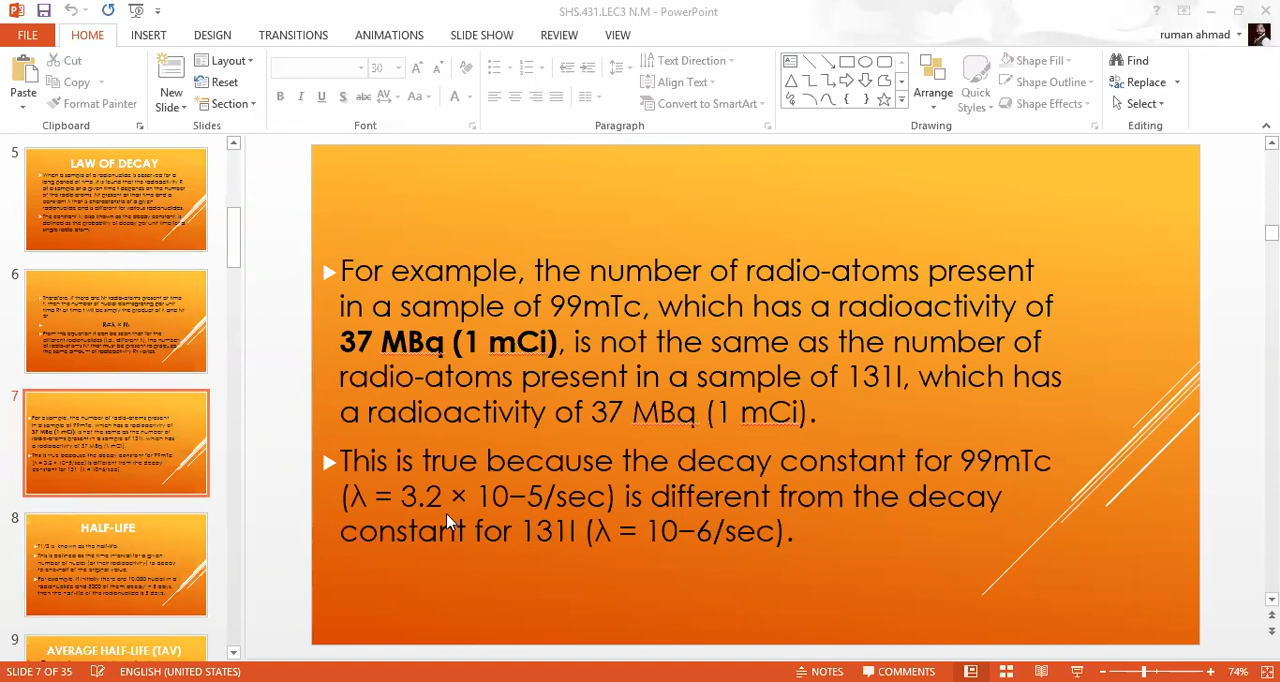 SHS.431.LEC3 N.M - PowerPoint
FILE HOME INSERT DESIGN TRANSITIONS ANIMATIONS SLIDE SHOW REVIEW VIEW
ruman ahmad
Paste
Cut
Copy
Format Painter
Clipboard
New
Slide
Layout
Reset
Section
Slides
30
B I U S abc AV Aa A
Font
Text Direction
Align Text
Convert to SmartArt
Paragraph
Arrange
Quick
Styles
Shape Fill
Shape Outline
Shape Effects
Drawing
Find
Replace
Select
Editing
5
LAW OF DECAY
6
7
8
HALF-LIFE
9
AVERAGE HALF-LIFE (TAV)
For example, the number of radio-atoms present
in a sample of 99mTc, which has a radioactivity of
37 MBq (1 mCi), is not the same as the number of
radio-atoms present in a sample of 131I, which has
a radioactivity of 37 MBq (1 mCi).
This is true because the decay constant for 99mTc
(λ = 3.2 × 10−5/sec) is different from the decay
constant for 131I (λ = 10−6/sec).
SLIDE 7 OF 35 ENGLISH (UNITED STATES) NOTES COMMENTS 74%